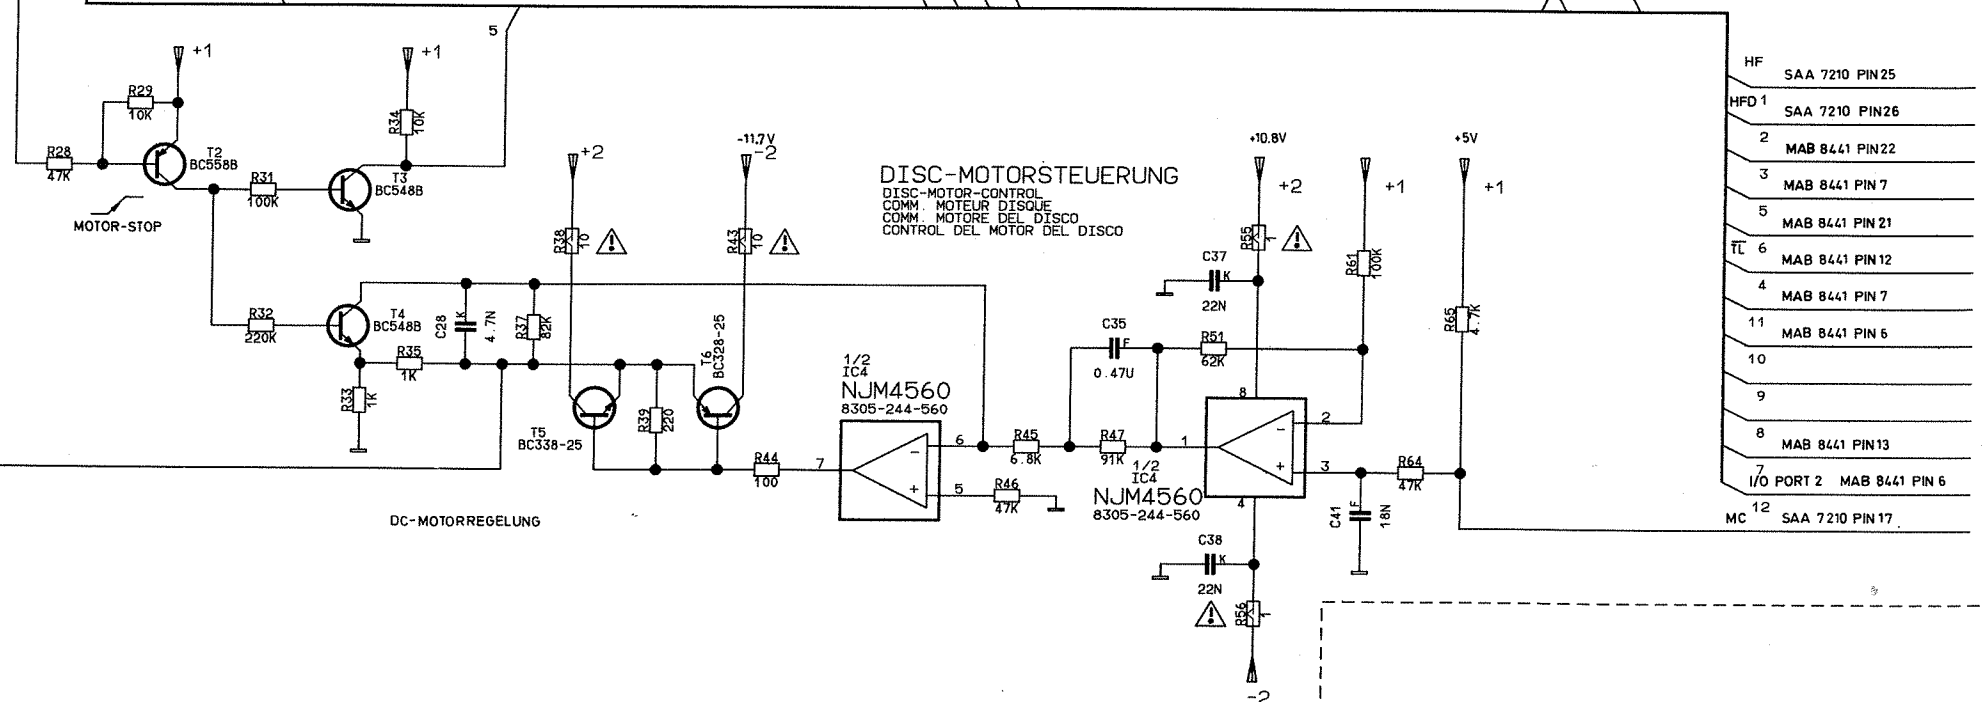 5
+1
+1
R29
10K
R34
10K
R28
47K
T2
BC558B
R31
100K
T3
BC548B
MOTOR-STOP
+2
-11.7V
-2
R38
10
R43
10
DISC-MOTORSTEUERUNG
DISC-MOTOR-CONTROL
COMM. MOTEUR DISQUE
COMM. MOTORE DEL DISCO
CONTROL DEL MOTOR DEL DISCO
+10.8V
+2
+1
+5V
+1
R55
1
R61
100K
C37
K
22N
R65
4.7K
R32
220K
T4
BC548B
C28
K
4.7N
R37
82K
R35
1K
R33
1K
T6
BC328-25
T5
BC338-25
R39
220
1/2
IC4
NJM4560
8305-244-560
C35
F
0.47U
R51
62K
8
2
-
+
3
1
4
R45
6.8K
R47
91K
1/2
IC4
NJM4560
8305-244-560
R64
47K
R44
100
7
6
-
+
5
R46
47K
C41
F
18N
DC-MOTORREGELUNG
C38
K
22N
R56
1
-2
HF
SAA 7210 PIN25
HFD 1
SAA 7210 PIN26
2
MAB 8441 PIN22
3
MAB 8441 PIN 7
5
MAB 8441 PIN 21
TL 6
MAB 8441 PIN 12
4
MAB 8441 PIN 7
11
MAB 8441 PIN 6
10
9
8
MAB 8441 PIN13
7
I/O PORT 2 MAB 8441 PIN 6
MC 12
SAA 7210 PIN 17